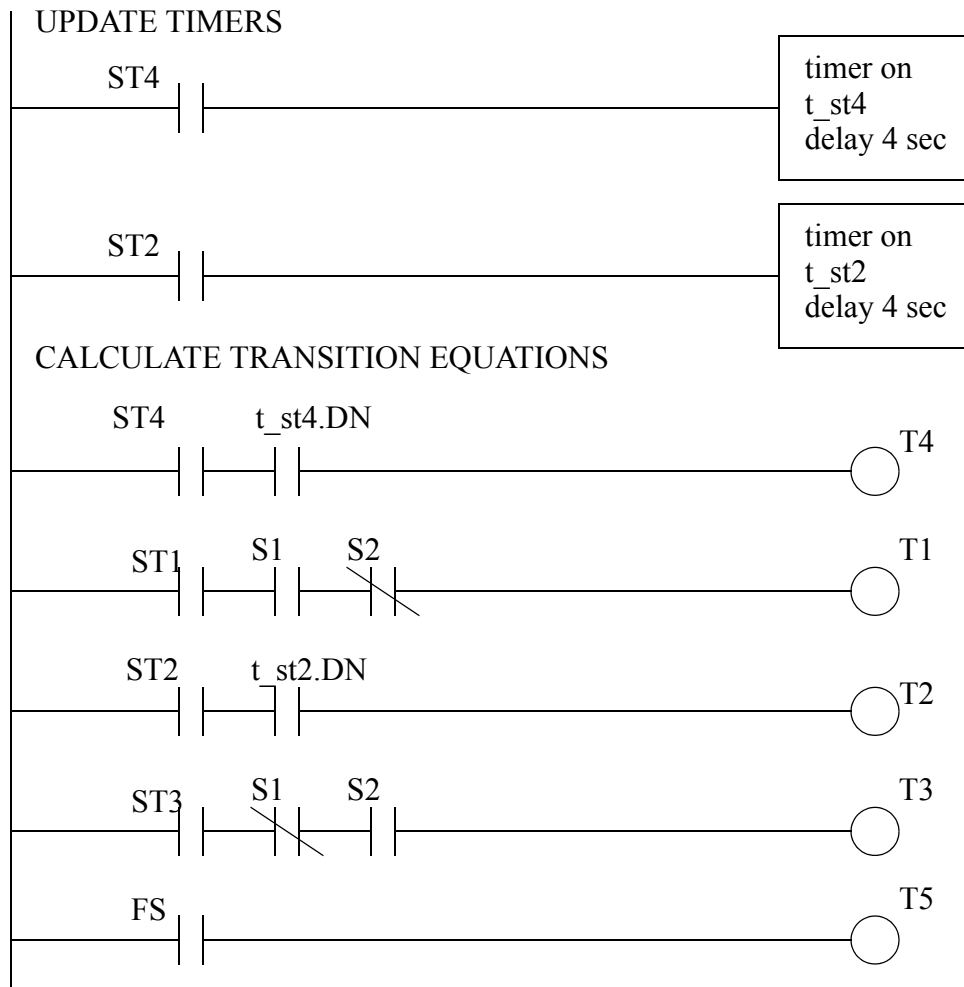 UPDATE TIMERS
ST4
timer on
t_st4
delay 4 sec
ST2
timer on
t_st2
delay 4 sec
CALCULATE TRANSITION EQUATIONS
ST4 t_st4.DN T4
ST1 S1 S2 T1
ST2 t_st2.DN T2
ST3 S1 S2 T3
FS T5